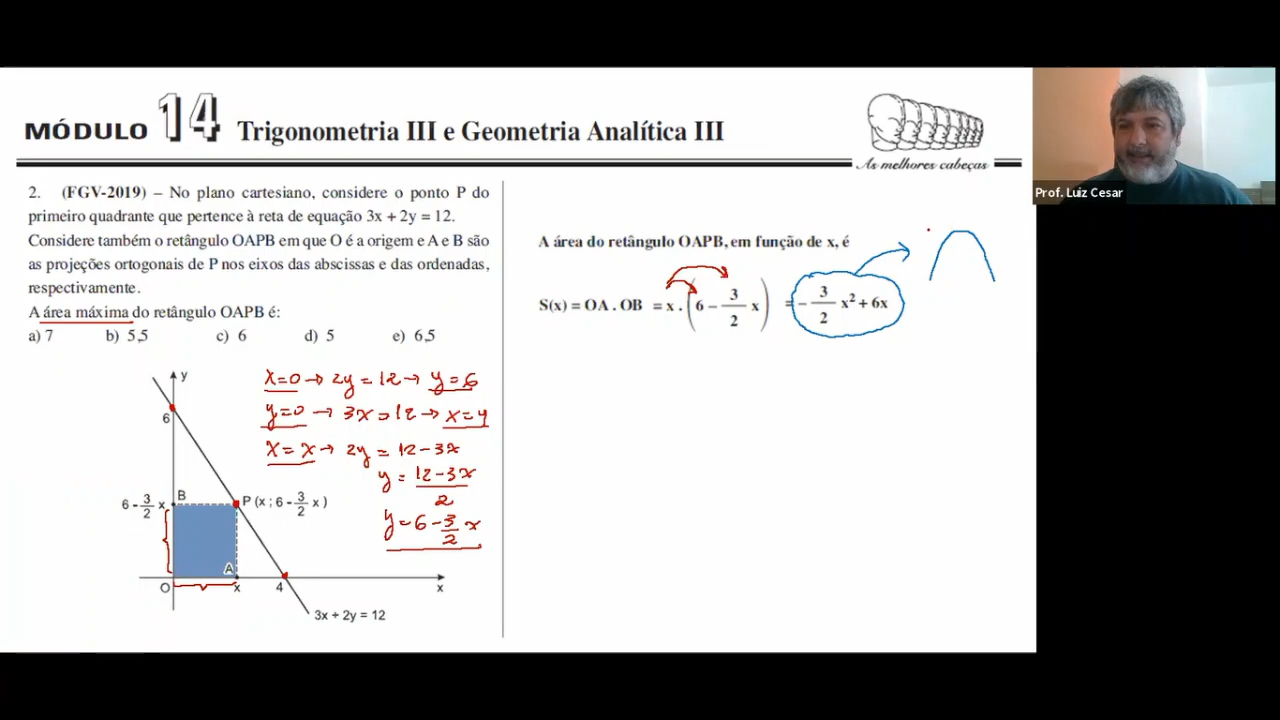 MÓDULO 14 Trigonometria III e Geometria Analítica III
As melhores cabeças
Prof. Luiz Cesar
2. (FGV-2019) – No plano cartesiano, considere o ponto P do
primeiro quadrante que pertence à reta de equação 3x + 2y = 12.
Considere também o retângulo OAPB em que O é a origem e A e B são
as projeções ortogonais de P nos eixos das abscissas e das ordenadas,
respectivamente.
A área máxima do retângulo OAPB é:
a) 7 b) 5,5 c) 6 d) 5 e) 6,5
x=0 → 2y = 12 → y=6
y=0 → 3x=12 → x=4
x=x → 2y = 12-3x
y = 12-3x/2
y=6-3/2 x
y
6
6 - 3/2 x
B
P (x ; 6 - 3/2 x )
A
O
x
4
x
3x + 2y = 12
A área do retângulo OAPB, em função de x, é
S(x) = OA . OB = x . (6 – 3/2 x) = – 3/2 x² + 6x